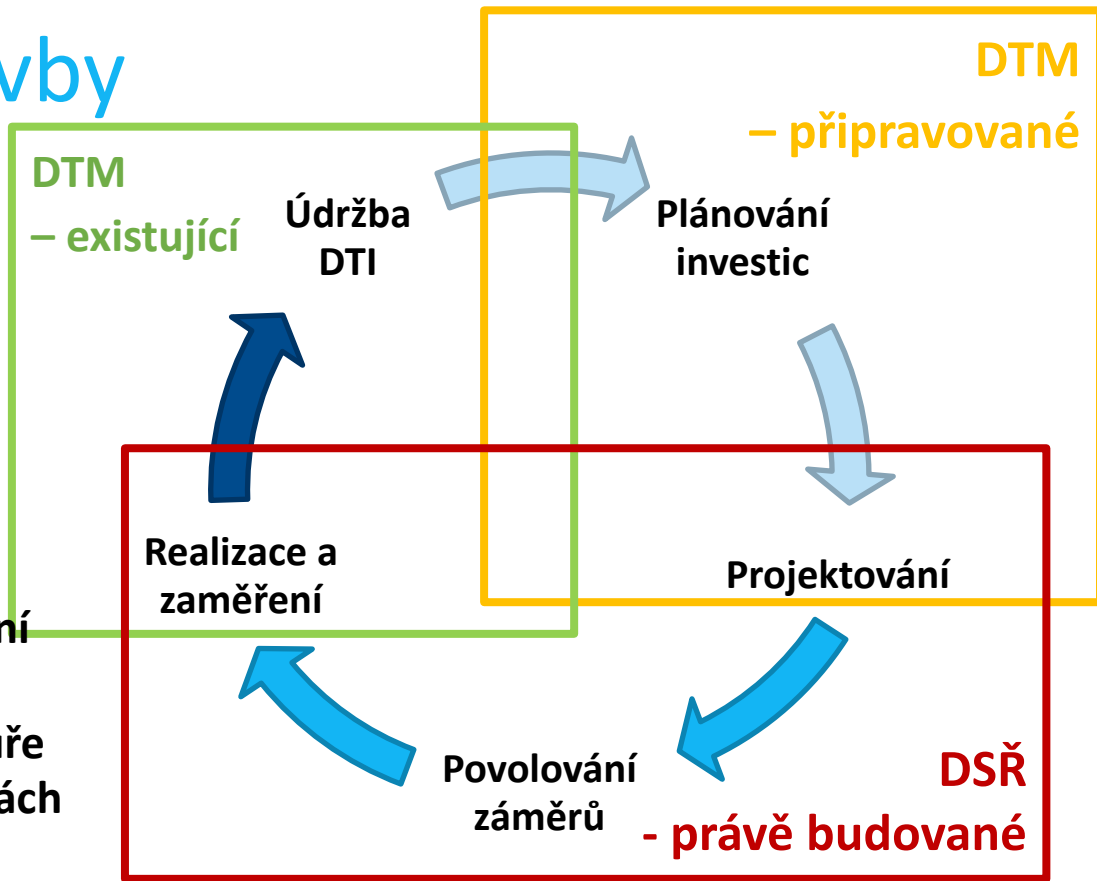 vby
DTM
– připravované
DTM
– existující
Údržba
DTI
Plánování
investic
Realizace a
zaměření
Projektování
ní
uře
ách
Povolování
záměrů
DSŘ
- právě budované